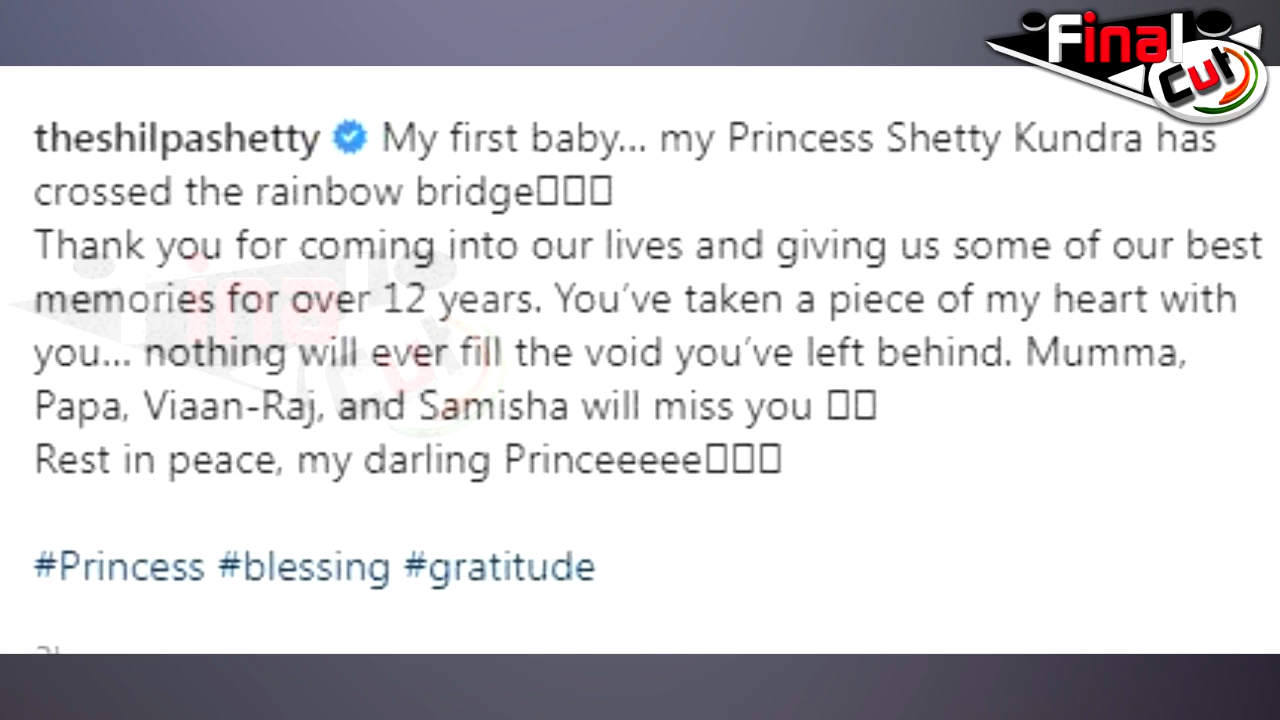 Final
Cut
theshilpashetty My first baby... my Princess Shetty Kundra has
crossed the rainbow bridge□□□
Thank you for coming into our lives and giving us some of our best
memories for over 12 years. You've taken a piece of my heart with
you... nothing will ever fill the void you've left behind. Mumma,
Papa, Viaan-Raj, and Samisha will miss you □□
Rest in peace, my darling Princeeeee□□□
#Princess #blessing #gratitude